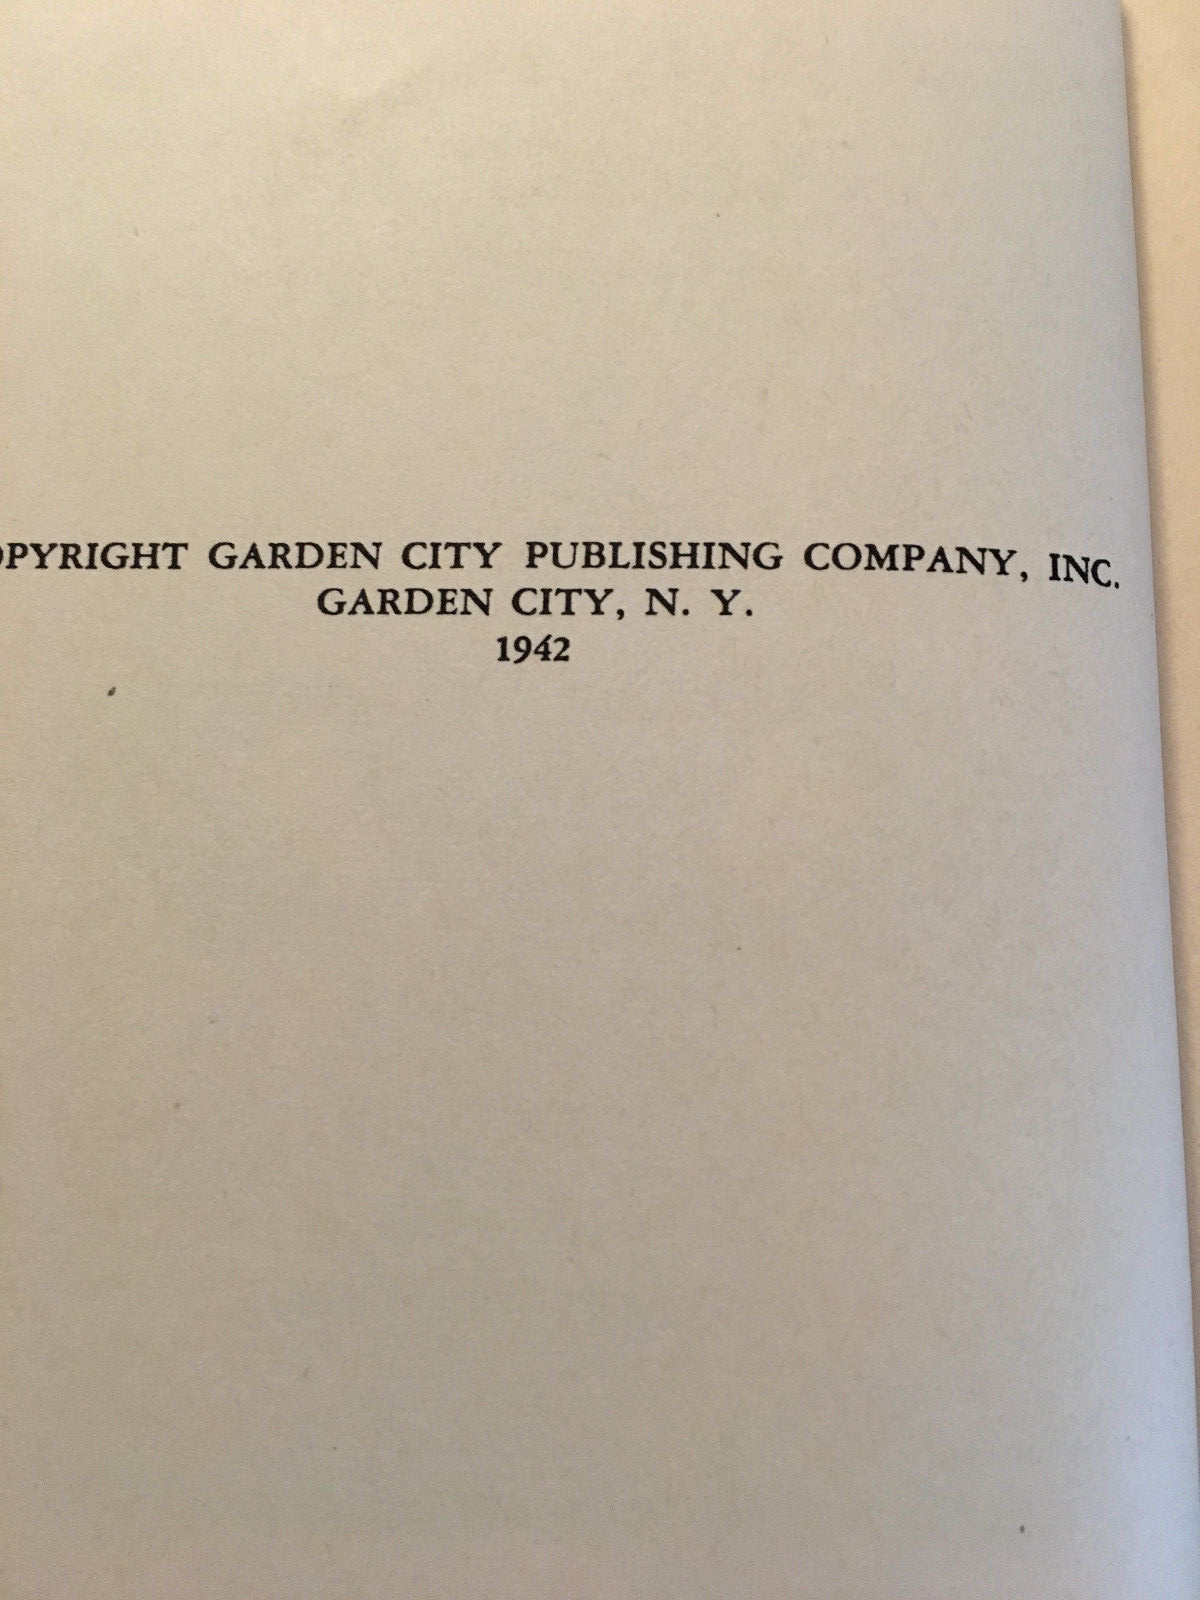 OPYRIGHT GARDEN CITY PUBLISHING COMPANY, INC.
GARDEN CITY, N. Y.
1942